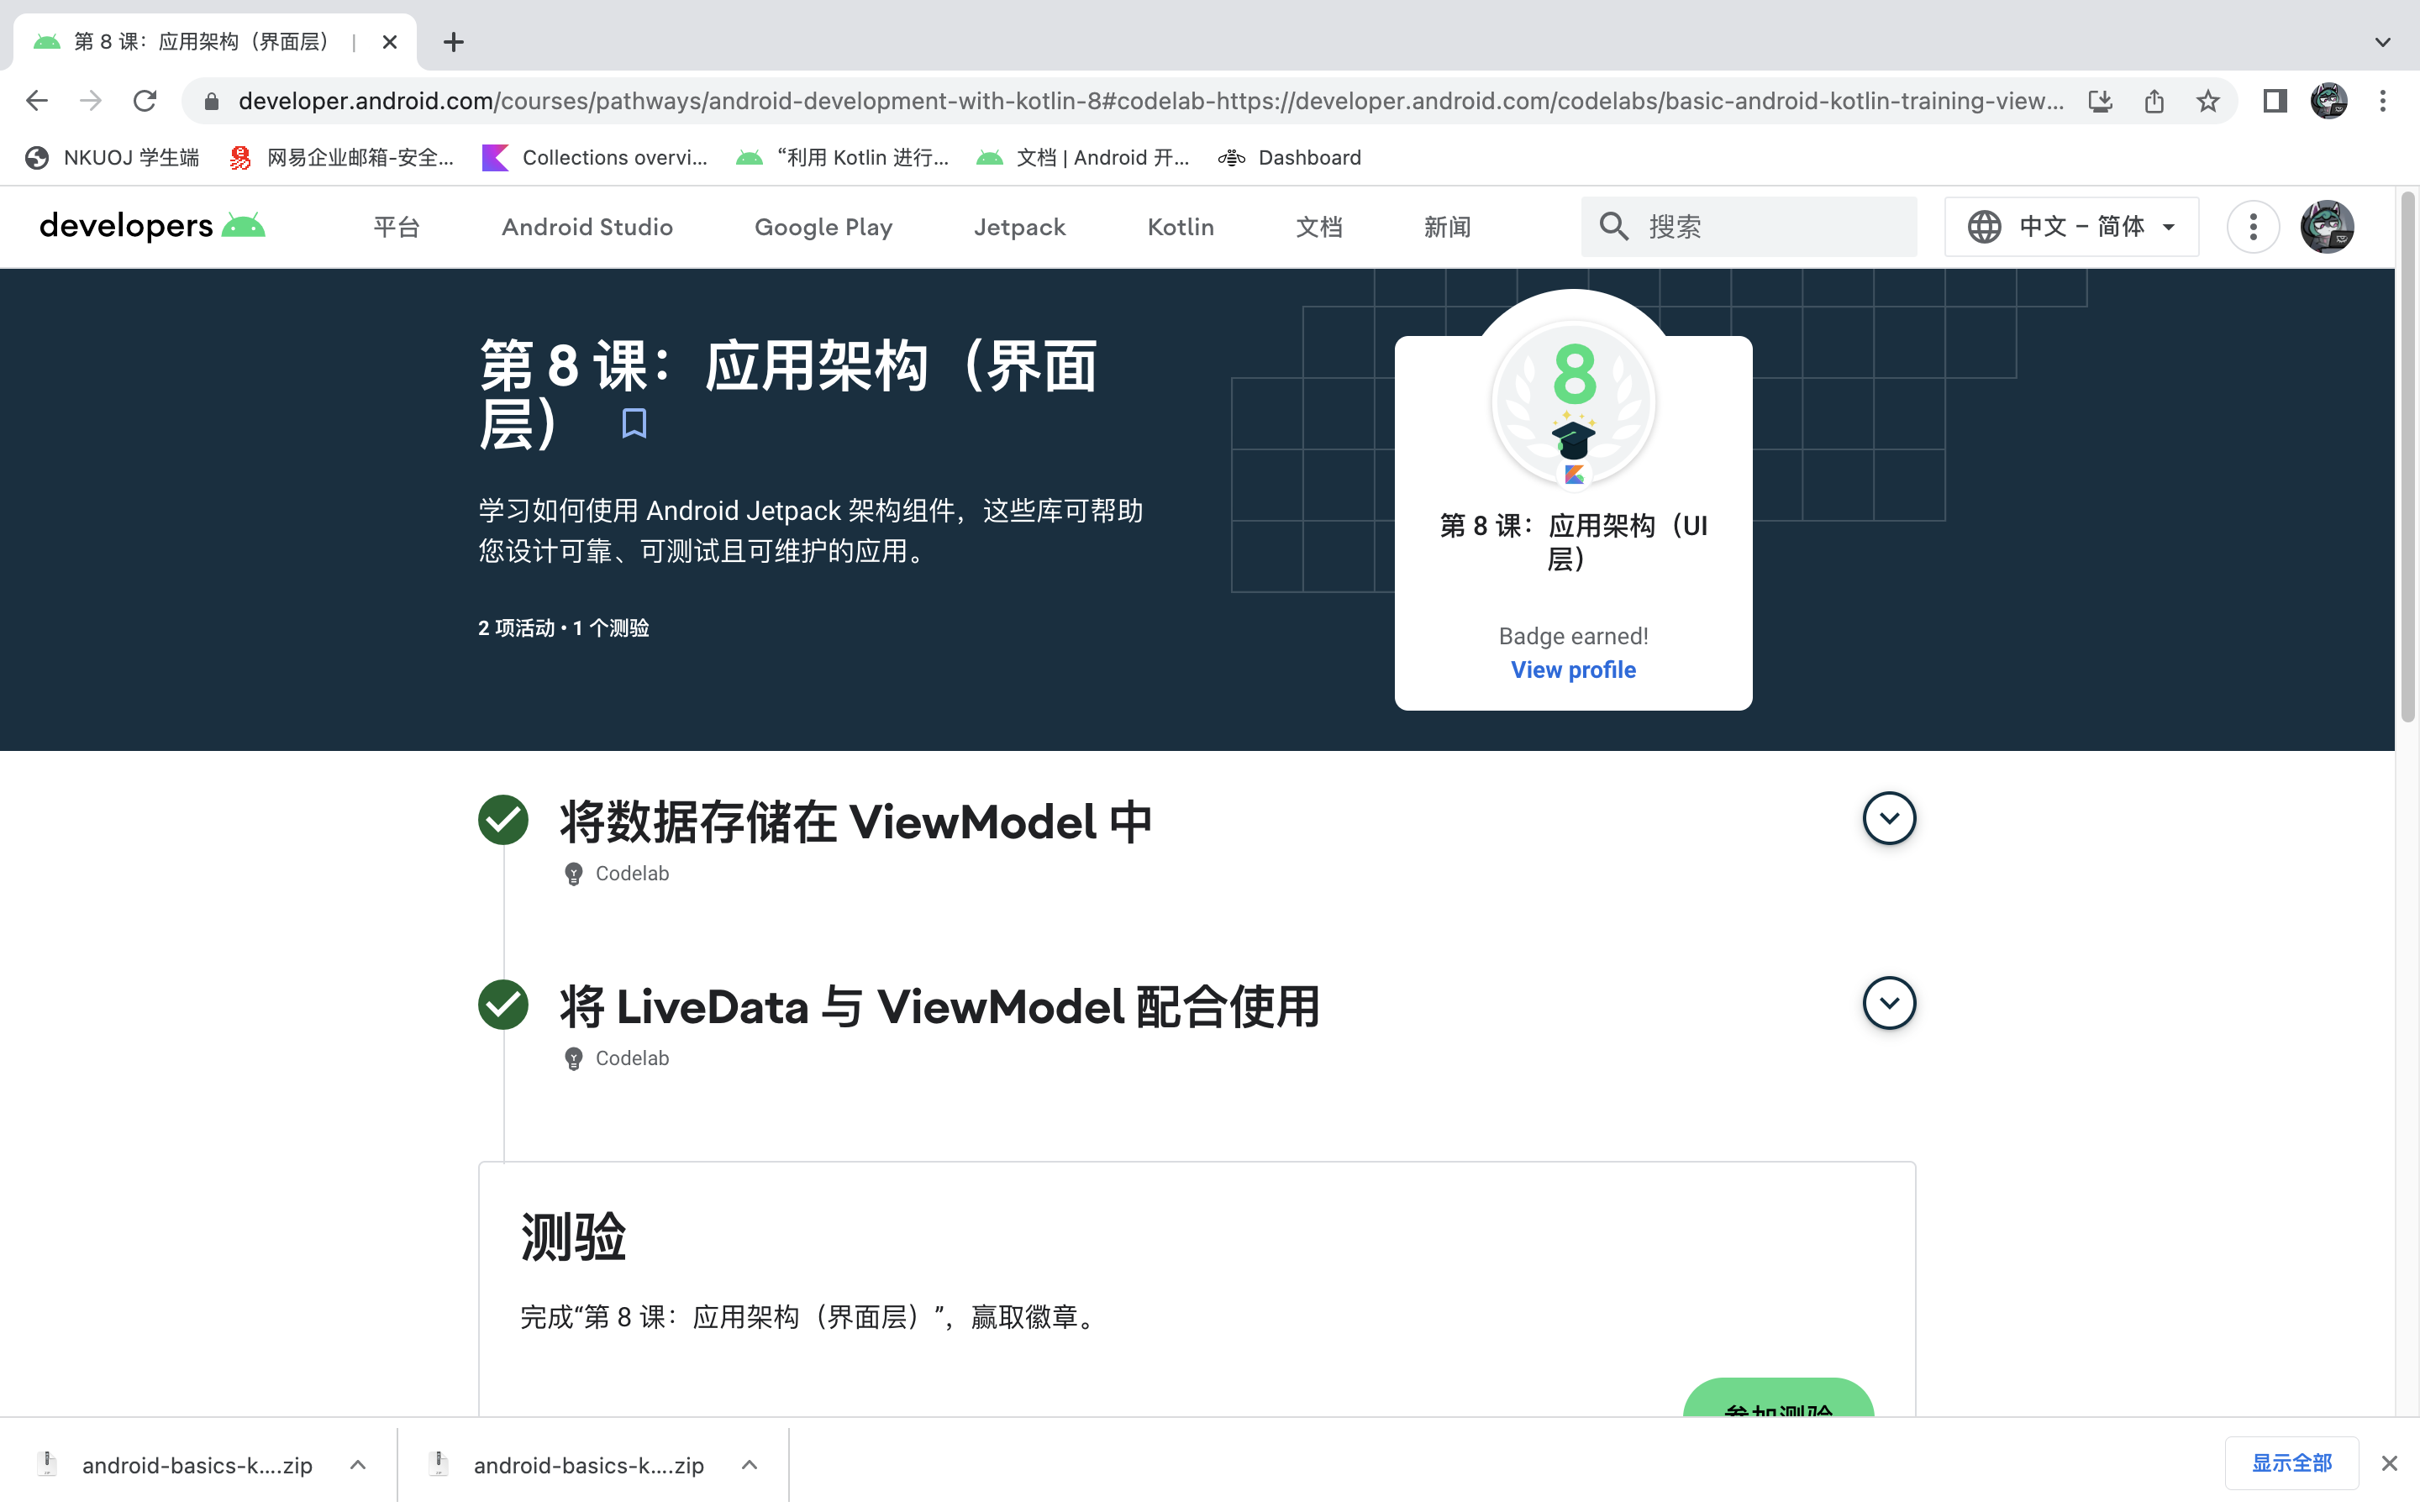 第 8 课：应用架构（界面层） |
developer.android.com/courses/pathways/android-development-with-kotlin-8#codelab-https://developer.android.com/codelabs/basic-android-kotlin-training-view...
NKUOJ 学生端
网易企业邮箱-安全...
Collections overvi...
“利用 Kotlin 进行...
文档 | Android 开...
Dashboard
developers
平台
Android Studio
Google Play
Jetpack
Kotlin
文档
新闻
搜索
中文 – 简体
第 8 课：应用架构（界面
层）
学习如何使用 Android Jetpack 架构组件，这些库可帮助
您设计可靠、可测试且可维护的应用。
2 项活动 • 1 个测验
8
第 8 课：应用架构（UI
层）
Badge earned!
View profile
将数据存储在 ViewModel 中
Codelab
将 LiveData 与 ViewModel 配合使用
Codelab
测验
完成“第 8 课：应用架构（界面层）”，赢取徽章。
参加测验
android-basics-k....zip
android-basics-k....zip
显示全部